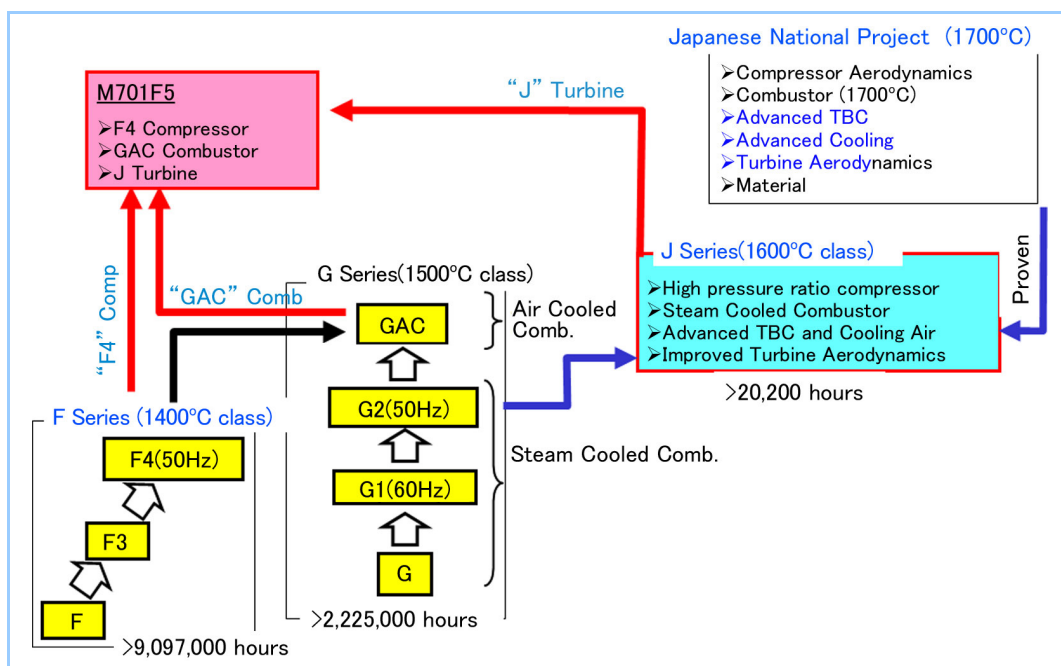 Japanese National Project (1700°C)
➢Compressor Aerodynamics
➢Combustor (1700°C)
➢Advanced TBC
➢Advanced Cooling
➢Turbine Aerodynamics
➢Material
M701F5
➢F4 Compressor
➢GAC Combustor
➢J Turbine
“J” Turbine
Proven
J Series(1600°C class)
➢High pressure ratio compressor
➢Steam Cooled Combustor
➢Advanced TBC and Cooling Air
➢Improved Turbine Aerodynamics
>20,200 hours
G Series(1500°C class)
“GAC” Comb
GAC
Air Cooled
Comb.
G2(50Hz)
G1(60Hz)
G
Steam Cooled Comb.
>2,225,000 hours
“F4” Comp
F Series (1400°C class)
F4(50Hz)
F3
F
>9,097,000 hours